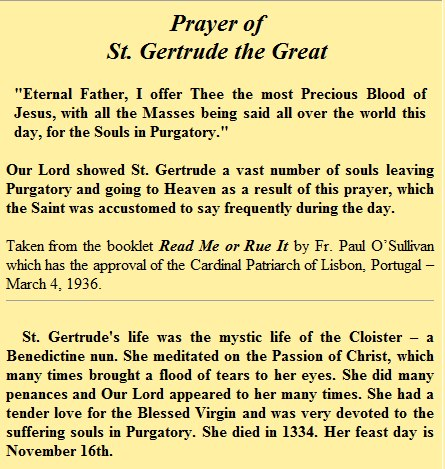 Prayer of
St. Gertrude the Great
"Eternal Father, I offer Thee the most Precious Blood of
Jesus, with all the Masses being said all over the world this
day, for the Souls in Purgatory."
Our Lord showed St. Gertrude a vast number of souls leaving
Purgatory and going to Heaven as a result of this prayer, which
the Saint was accustomed to say frequently during the day.
Taken from the booklet Read Me or Rue It by Fr. Paul O'Sullivan
which has the approval of the Cardinal Patriarch of Lisbon, Portugal –
March 4, 1936.
St. Gertrude's life was the mystic life of the Cloister – a
Benedictine nun. She meditated on the Passion of Christ, which
many times brought a flood of tears to her eyes. She did many
penances and Our Lord appeared to her many times. She had a
tender love for the Blessed Virgin and was very devoted to the
suffering souls in Purgatory. She died in 1334. Her feast day is
November 16th.